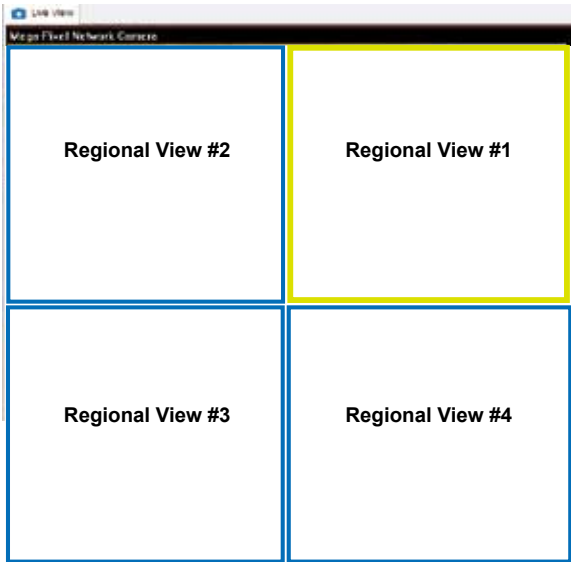 Live View
Mega Pixel Network Camera
Regional View #2
Regional View #1
Regional View #3
Regional View #4